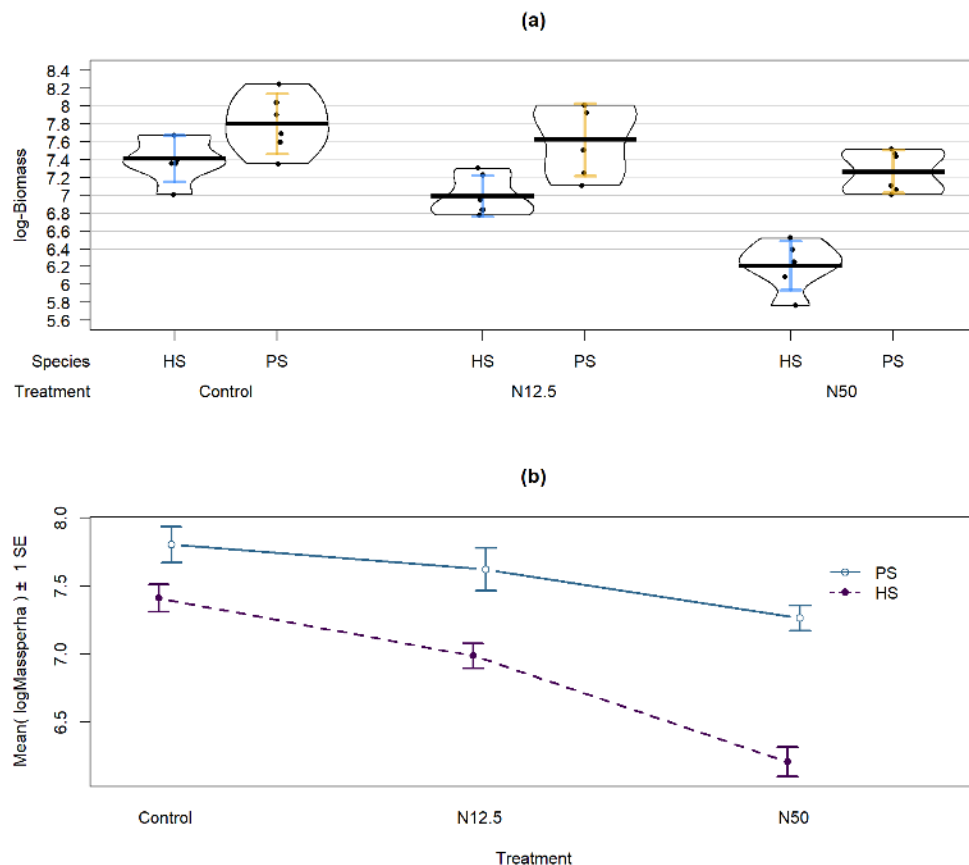 (a)
log-Biomass
8.4
8.2
8
7.8
7.6
7.4
7.2
7
6.8
6.6
6.4
6.2
6
5.8
5.6
Species HS PS HS PS HS PS
Treatment Control N12.5 N50
(b)
Mean( logMassperha ) ± 1 SE
8.0
7.5
7.0
6.5
PS
HS
Control N12.5 N50
Treatment